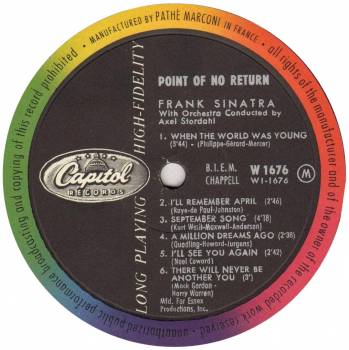 MANUFACTURED BY PATHÉ MARCONI IN FRANCE. • all rights of the manufacturer and of the owner of the recorded work reserved • unauthorized public performance broadcasting and copying of this record prohibited •
LONG PLAYING HIGH-FIDELITY
POINT OF NO RETURN
FRANK SINATRA
With Orchestra Conducted by
Axel Stordahl
1. WHEN THE WORLD WAS YOUNG
(3'44) - (Philippe-Gérard-Mercer)
Capitol
RECORDS
B.I.E.M.
CHAPPELL
W 1676
W1-1676
M
2. I'LL REMEMBER APRIL (2'46)
(Raye-de Paul-Johnston)
3. SEPTEMBER SONG (4'18)
(Kurt Weill-Maxwell-Anderson)
4. A MILLION DREAMS AGO (2'38)
(Quadling-Howard-Jurgens)
5. I'LL SEE YOU AGAIN (2'42)
(Noel Coward)
6. THERE WILL NEVER BE
ANOTHER YOU (3')
(Mack Gordon-
Harry Warren)
Mfd. For Essex
Productions, Inc.